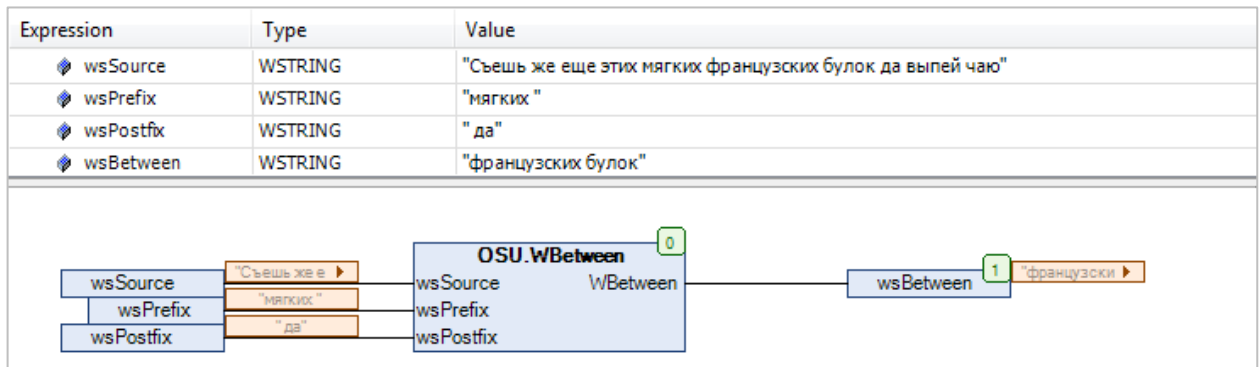 Expression Type Value
wsSource WSTRING "Съешь же еще этих мягких французских булок да выпей чаю"
wsPrefix WSTRING "мягких "
wsPostfix WSTRING " да"
wsBetween WSTRING "французских булок"
0
OSU.WBetween
wsSource "Съешь же е wsSource WBetween wsBetween 1 "французски
wsPrefix "мягких " wsPrefix
wsPostfix " да" wsPostfix